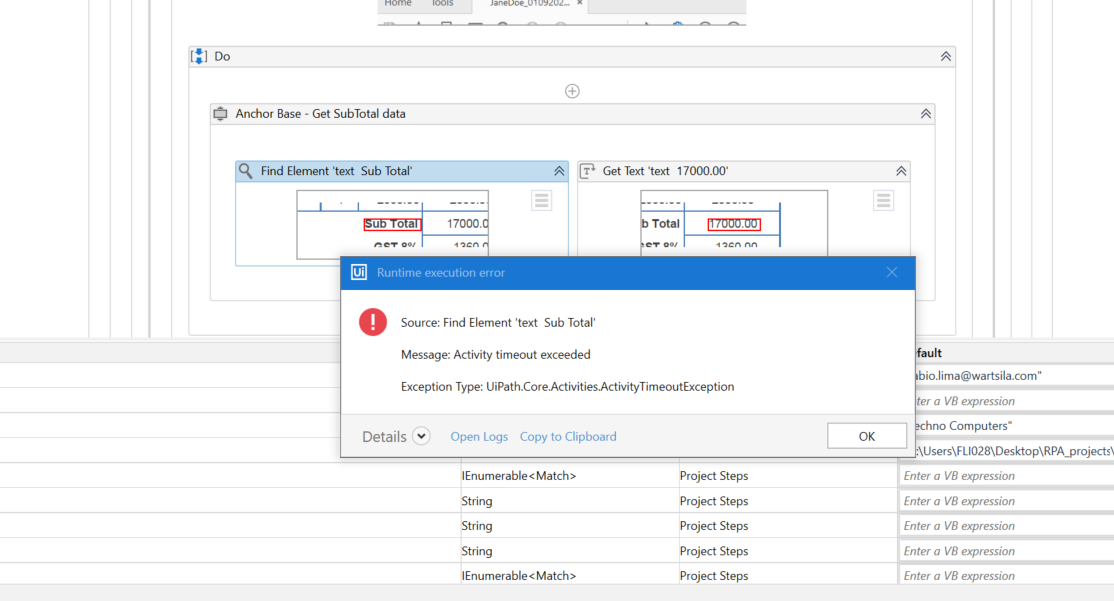 Home Tools JaneDoe_0109202... ×
Do
Anchor Base - Get SubTotal data
Find Element 'text Sub Total'
Get Text 'text 17000.00'
Sub Total 17000.0
b Total 17000.00
GST 8% 1360.0
GST 8% 1360.00
Ui Runtime execution error
Source: Find Element 'text Sub Total'
Message: Activity timeout exceeded
Exception Type: UiPath.Core.Activities.ActivityTimeoutException
Details Open Logs Copy to Clipboard OK
fault
abio.lima@wartsila.com"
ter a VB expression
echno Computers"
:\Users\FLI028\Desktop\RPA_projects\
IEnumerable<Match> Project Steps Enter a VB expression
String Project Steps Enter a VB expression
String Project Steps Enter a VB expression
String Project Steps Enter a VB expression
IEnumerable<Match> Project Steps Enter a VB expression